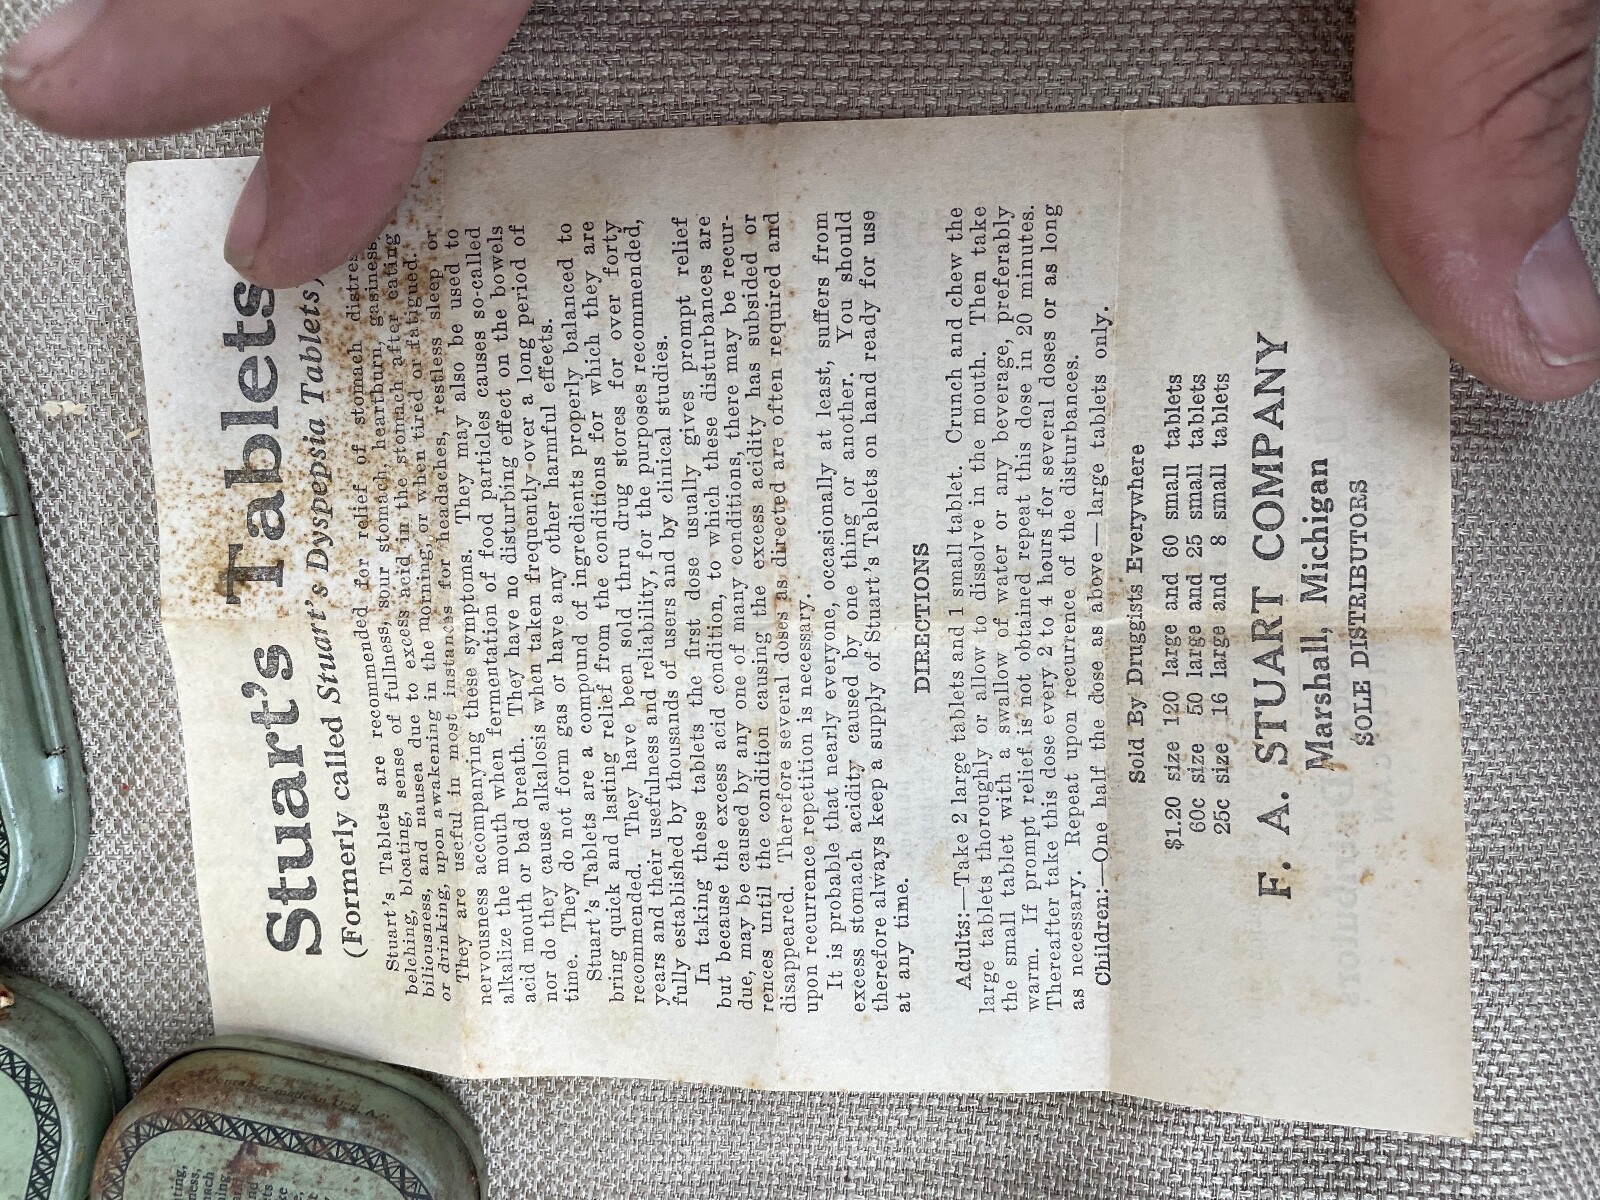 Stuart's Tablets
(Formerly called Stuart's Dyspepsia Tablets)
Stuart's Tablets are recommended for relief of stomach distress
belching, bloating, sense of fullness, sour stomach, heartburn, gasiness,
biliousness, and nausea due to excess acid in the stomach after eating
or drinking, upon awakening in the morning, or when tired or fatigued.
They are useful in most instances for headaches, restless sleep or
nervousness accompanying these symptoms. They may also be used to
alkalize the mouth when fermentation of food particles causes so-called
acid mouth or bad breath. They have no disturbing effect on the bowels
nor do they cause alkalosis when taken frequently over a long period of
time. They do not form gas or have any other harmful effects.
Stuart's Tablets are a compound of ingredients properly balanced to
bring quick and lasting relief from the conditions for which they are
recommended. They have been sold thru drug stores for over forty
years and their usefulness and reliability, for the purposes recommended,
fully established by thousands of users and by clinical studies.
In taking these tablets the first dose usually gives prompt relief
but because the excess acid condition, to which these disturbances are
due, may be caused by any one of many conditions, there may be recur-
rences until the condition causing the excess acidity has subsided or
disappeared. Therefore several doses as directed are often required and
upon recurrence repetition is necessary.
It is probable that nearly everyone, occasionally at least, suffers from
excess stomach acidity caused by one thing or another. You should
therefore always keep a supply of Stuart's Tablets on hand ready for use
at any time.
DIRECTIONS
Adults:—Take 2 large tablets and 1 small tablet. Crunch and chew the
large tablets thoroughly or allow to dissolve in the mouth. Then take
the small tablet with a swallow of water or any beverage, preferably
warm. If prompt relief is not obtained repeat this dose in 20 minutes.
Thereafter take this dose every 2 to 4 hours for several doses or as long
as necessary. Repeat upon recurrence of the disturbances.
Children:—One half the dose as above—large tablets only.
Sold By Druggists Everywhere
$1.20 size 120 large and 60 small tablets
60c size 50 large and 25 small tablets
25c size 16 large and 8 small tablets
F. A. STUART COMPANY
Marshall, Michigan
SOLE DISTRIBUTORS
Container made in U. S. A.